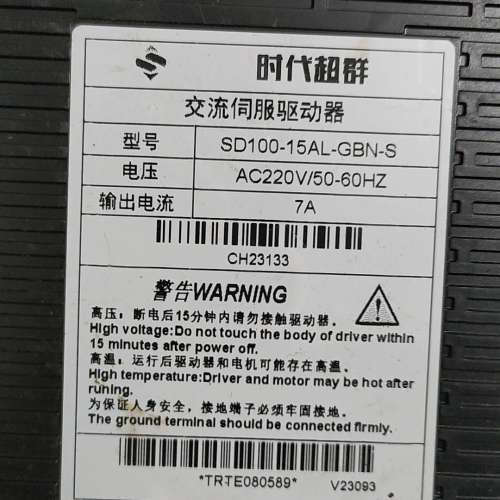 时代超群
交流伺服驱动器
型号 SD100-15AL-GBN-S
电压 AC220V/50-60HZ
输出电流 7A
CH23133
警告WARNING
高压：断电后15分钟内请勿接触驱动器。
High voltage:Do not touch the body of driver within
15 minutes after power off.
高温：运行后驱动器和电机可能存在高温。
High temperature:Driver and motor may be hot after
ruhing.
为保证人身安全，接地端子必须牢固接地。
The ground terminal should be connected firmly.
*TRTE080589* V23093